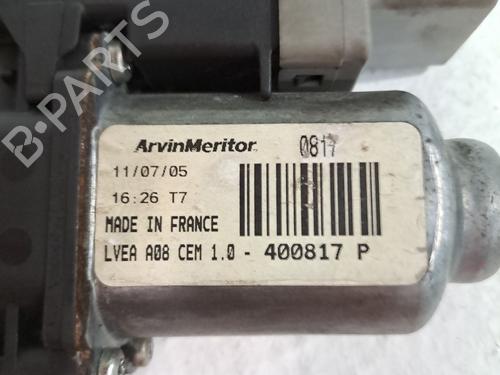 ArvinMeritor 0817
11/07/05
16:26 T7
MADE IN FRANCE
LVEA A08 CEM 1.0 - 400817 P
B-PARTS